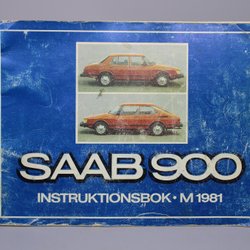 SAAB 900
INSTRUKTIONSBOK • M 1981